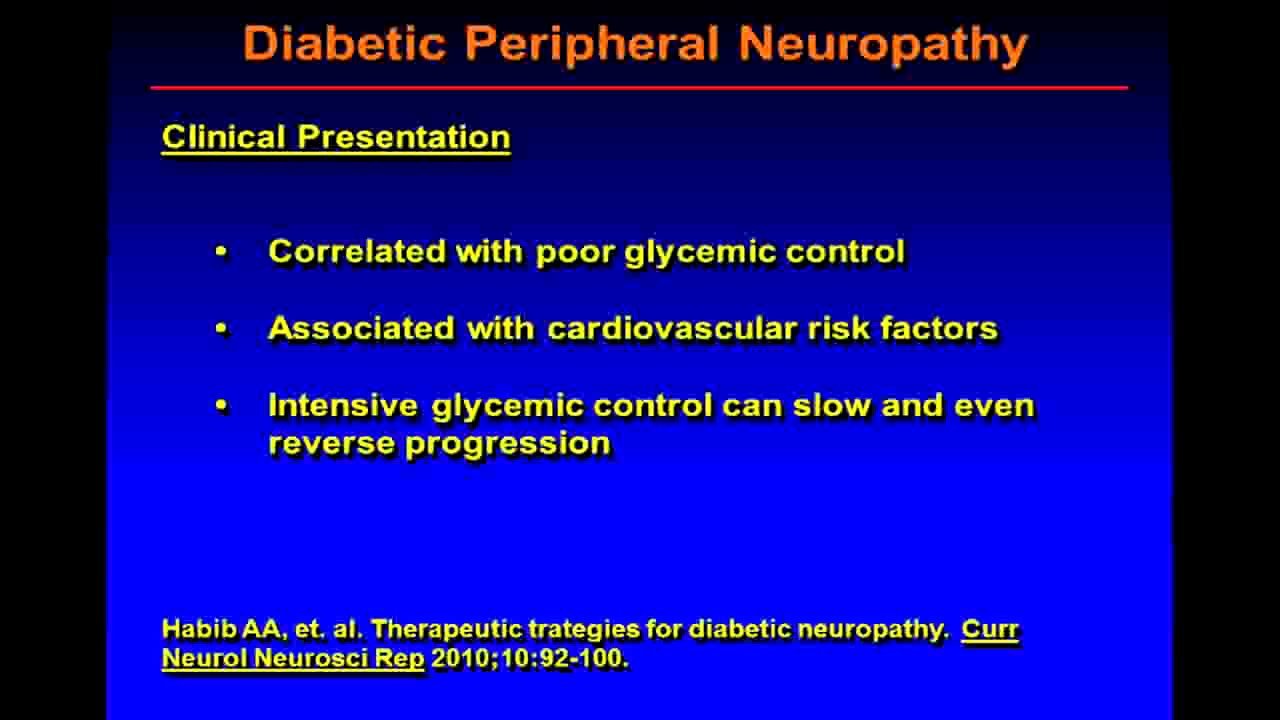 Diabetic Peripheral Neuropathy
Clinical Presentation
• Correlated with poor glycemic control
• Associated with cardiovascular risk factors
• Intensive glycemic control can slow and even
reverse progression
Habib AA, et. al. Therapeutic trategies for diabetic neuropathy. Curr
Neurol Neurosci Rep 2010;10:92-100.